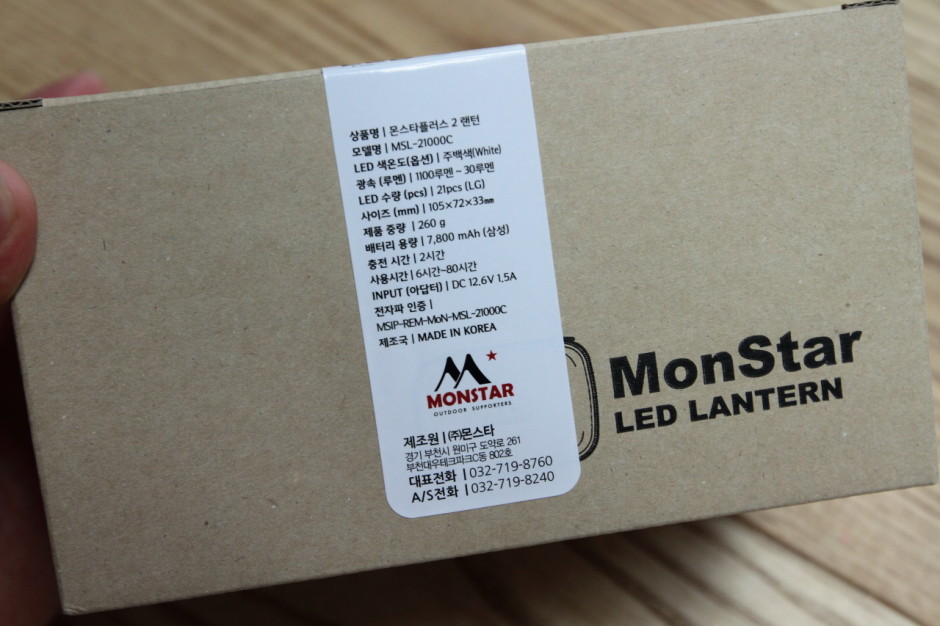 상품명 | 몬스타플러스 2 랜턴
모델명 | MSL-21000C
LED 색온도(옵션) | 주백색(White)
광속 (루멘) | 1100루멘 ~ 30루멘
LED 수량 (pcs) | 21pcs (LG)
사이즈 (mm) | 105×72×33㎜
제품 중량 | 260 g
배터리 용량 | 7,800 mAh (삼성)
충전 시간 | 2시간
사용시간 | 6시간~80시간
INPUT (아답터) | DC 12.6V 1.5A
전자파 인증 |
MSIP-REM-MoN-MSL-21000C
제조국 | MADE IN KOREA
MONSTAR
OUTDOOR SUPPORTERS
제조원 | (주)몬스타
경기 부천시 원미구 도약로 261
부천대우테크파크C동 802호
대표전화 | 032-719-8760
A/S전화 | 032-719-8240
MonStar
LED LANTERN